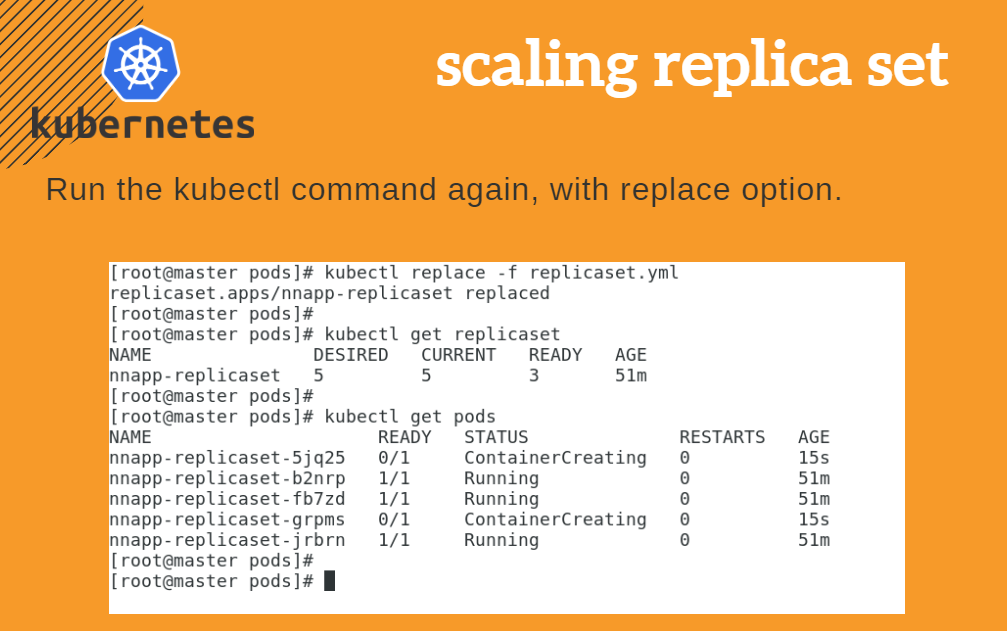 scaling replica set
kubernetes
Run the kubectl command again, with replace option.
[root@master pods]# kubectl replace -f replicaset.yml
replicaset.apps/nnapp-replicaset replaced
[root@master pods]#
[root@master pods]# kubectl get replicaset
NAME               DESIRED   CURRENT   READY   AGE
nnapp-replicaset   5         5         3       51m
[root@master pods]#
[root@master pods]# kubectl get pods
NAME                     READY   STATUS              RESTARTS   AGE
nnapp-replicaset-5jq25   0/1     ContainerCreating   0          15s
nnapp-replicaset-b2nrp   1/1     Running             0          51m
nnapp-replicaset-fb7zd   1/1     Running             0          51m
nnapp-replicaset-grpms   0/1     ContainerCreating   0          15s
nnapp-replicaset-jrbrn   1/1     Running             0          51m
[root@master pods]#
[root@master pods]#